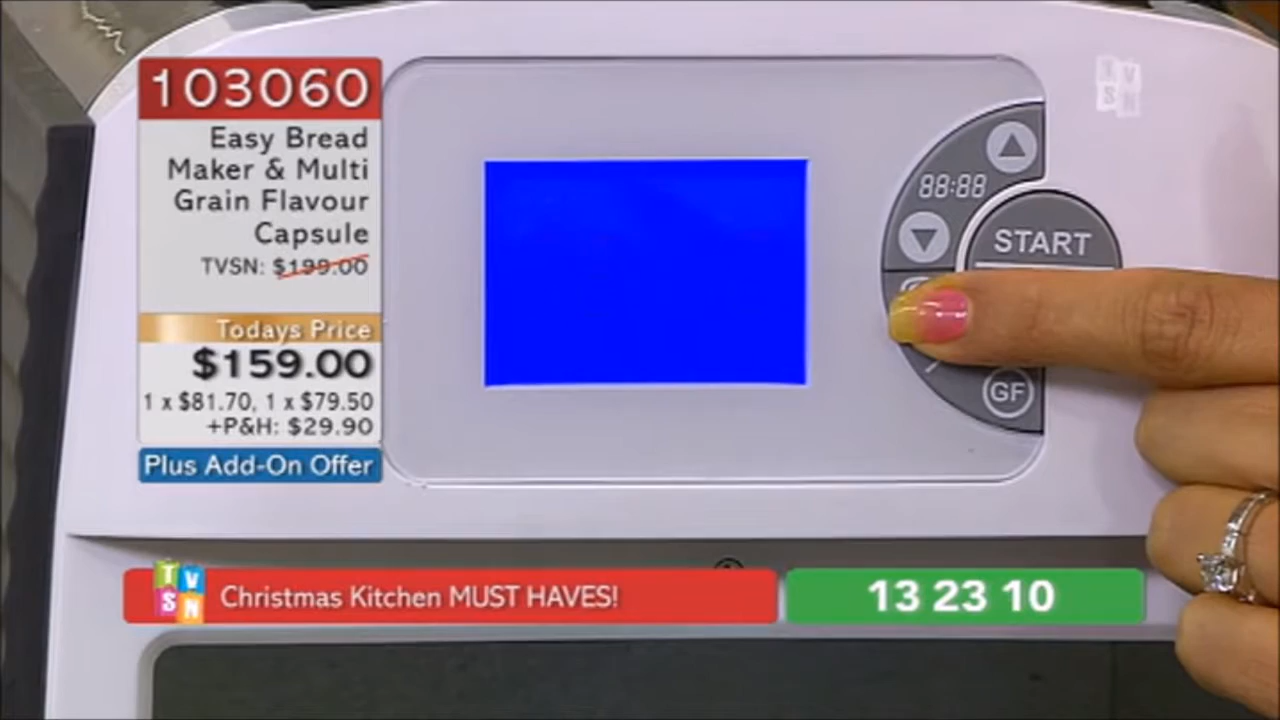 103060
Easy Bread
Maker & Multi
Grain Flavour
Capsule
TVSN: $199.00
Todays Price
$159.00
1 x $81.70, 1 x $79.50
+P&H: $29.90
Plus Add-On Offer
TVSN
88:88
START
GF
TVSN
Christmas Kitchen MUST HAVES!
13 23 10